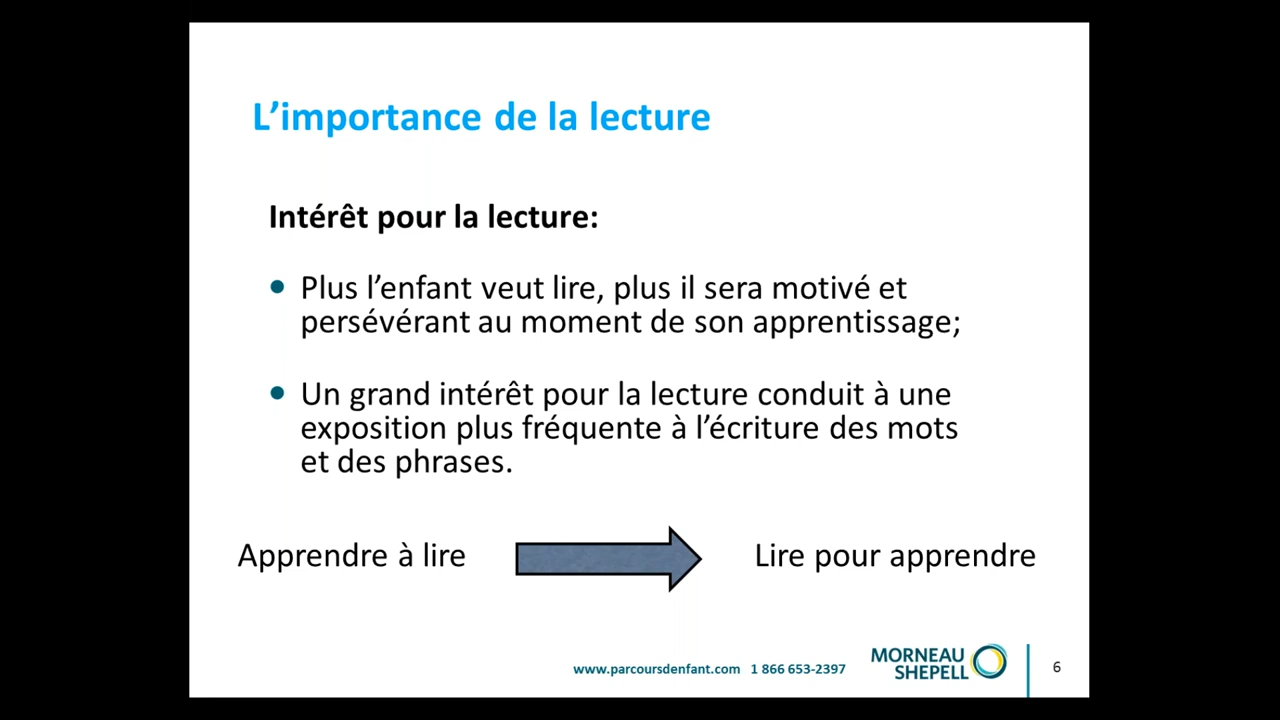 L’importance de la lecture
Intérêt pour la lecture:
• Plus l’enfant veut lire, plus il sera motivé et
persévérant au moment de son apprentissage;
• Un grand intérêt pour la lecture conduit à une
exposition plus fréquente à l’écriture des mots
et des phrases.
Apprendre à lire
Lire pour apprendre
www.parcoursdenfant.com 1 866 653-2397
MORNEAU
SHEPELL
6